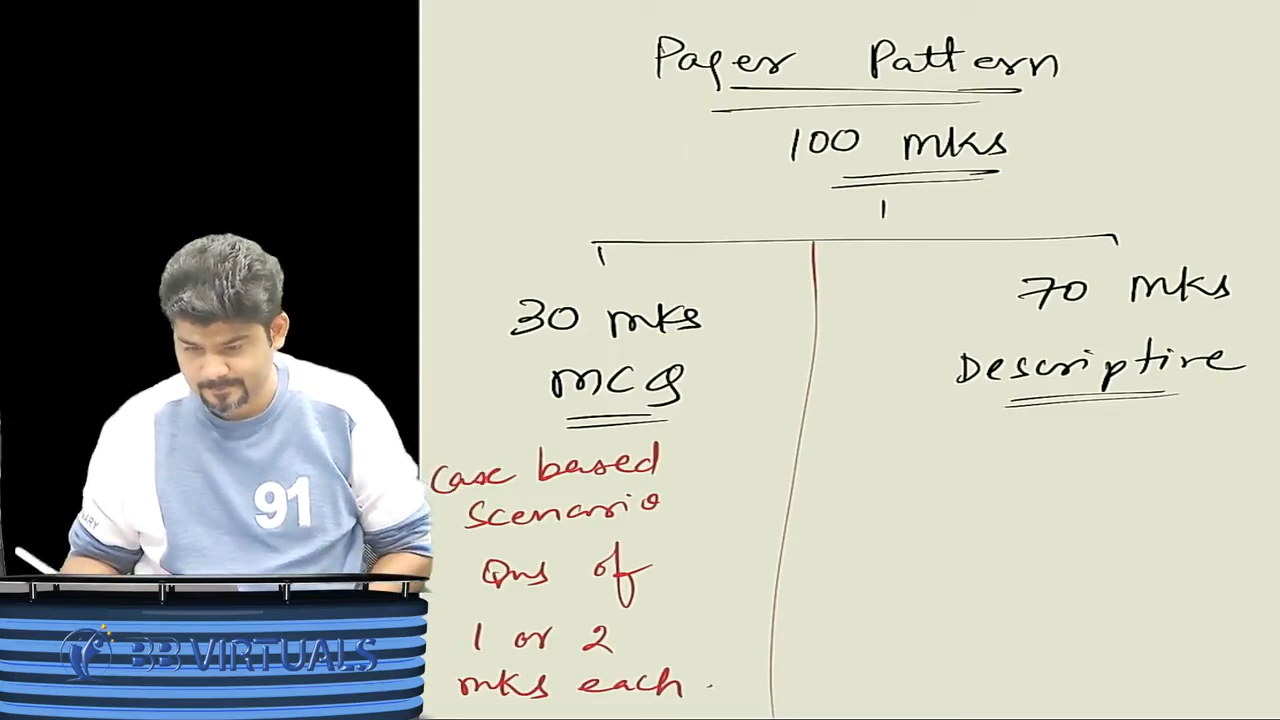 Paper Pattern
100 mks
30 mks
MCQ
Case based
Scenario
Qns of
1 or 2
mks each.
70 mks
Descriptive
91
ARY
BB VIRTUALS